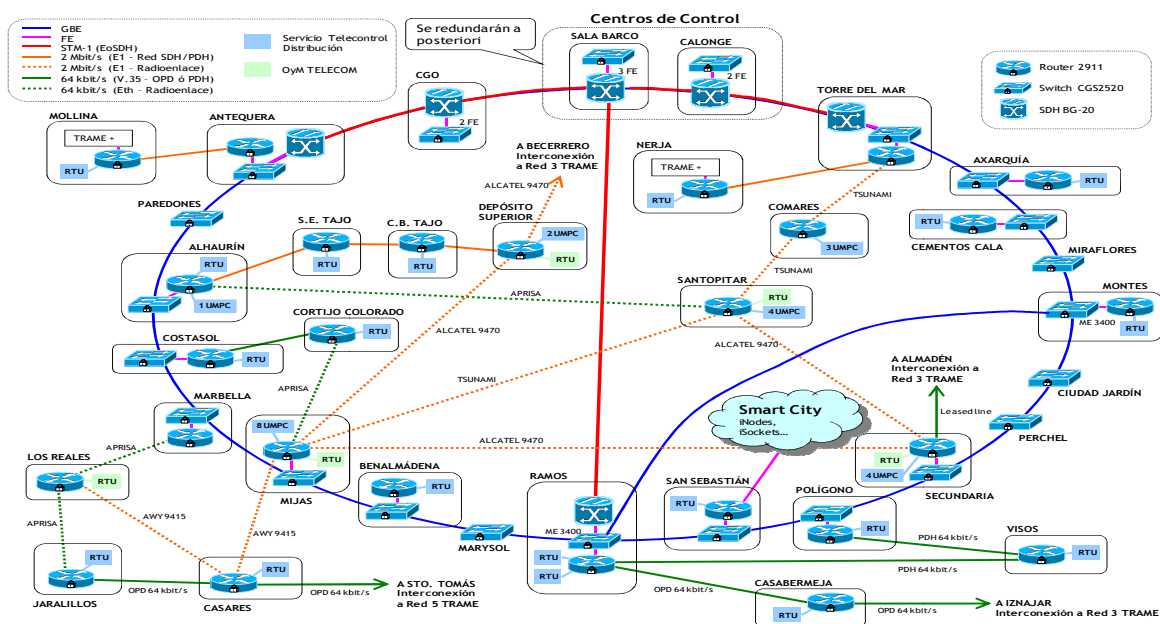 GBE
FE
STM-1 (EoSDH)
2 Mbit/s (E1 - Red SDH/PDH)
2 Mbit/s (E1 - Radioenlace)
64 kbit/s (V.35 - OPD ó PDH)
64 kbit/s (Eth - Radioenlace)
Servicio Telecontrol
Distribución
OyM TELECOM
Se redundarán a
posteriori
Centros de Control
SALA BARCO
3 FE
CALONGE
2 FE
Router 2911
Switch CGS2520
SDH BG-20
CGO
2 FE
TORRE DEL MAR
MOLLINA
TRAME +
RTU
ANTEQUERA
A BECERRERO
Interconexión
a Red 3 TRAME
ALCATEL 9470
NERJA
TRAME +
RTU
AXARQUÍA
RTU
TSUNAMI
PAREDONES
S.E. TAJO
RTU
C.B. TAJO
RTU
DEPÓSITO
SUPERIOR
2 UMPC
RTU
COMARES
3 UMPC
RTU
CEMENTOS CALA
MIRAFLORES
ALHAURÍN
RTU
1 UMPC
APRISA
TSUNAMI
SANTOPITAR
RTU
4 UMPC
MONTES
RTU
ME 3400
CORTIJO COLORADO
RTU
ALCATEL 9470
ALCATEL 9470
COSTASOL
RTU
APRISA
TSUNAMI
A ALMADÉN
Interconexión a
Red 3 TRAME
Leased line
CIUDAD JARDÍN
MARBELLA
APRISA
Smart City
iNodes,
iSockets...
PERCHEL
8 UMPC
RTU
MIJAS
ALCATEL 9470
RTU
4 UMPC
SECUNDARIA
LOS REALES
RTU
BENALMÁDENA
RTU
RAMOS
ME 3400
RTU
RTU
SAN SEBASTIÁN
RTU
POLÍGONO
RTU
VISOS
RTU
APRISA
AWY 9415
AWY 9415
MARYSOL
PDH 64 kbit/s
PDH 64 kbit/s
JARALILLOS
RTU
OPD 64 kbit/s
CASARES
RTU
OPD 64 kbit/s
A STO. TOMÁS
Interconexión
a Red 5 TRAME
OPD 64 kbit/s
CASABERMEJA
RTU
OPD 64 kbit/s
A IZNAJAR
Interconexión a Red 3 TRAME